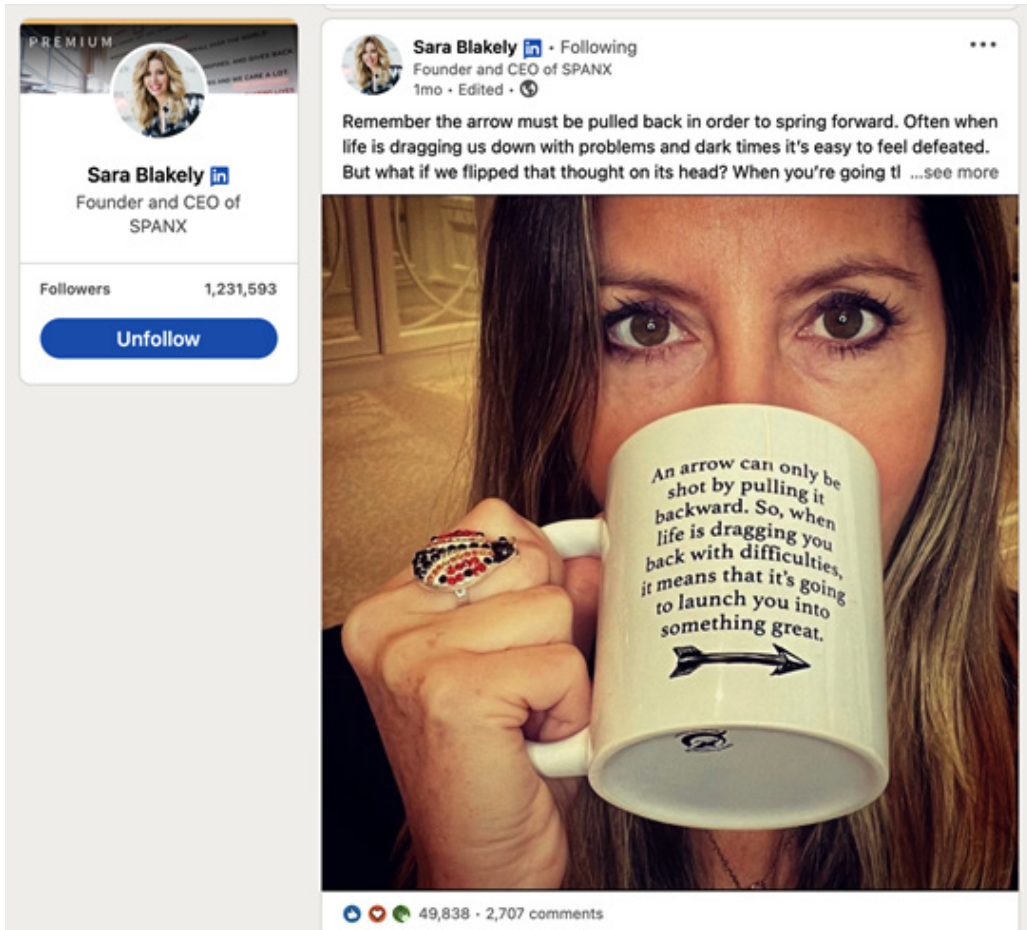 PREMIUM
Sara Blakely in
Founder and CEO of
SPANX
Followers 1,231,593
Unfollow
Sara Blakely in • Following
Founder and CEO of SPANX
1mo • Edited •
Remember the arrow must be pulled back in order to spring forward. Often when
life is dragging us down with problems and dark times it's easy to feel defeated.
But what if we flipped that thought on its head? When you're going tl ...see more
An arrow can only be
shot by pulling it
backward. So, when
life is dragging you
back with difficulties,
it means that it's going
to launch you into
something great.
49,838 • 2,707 comments